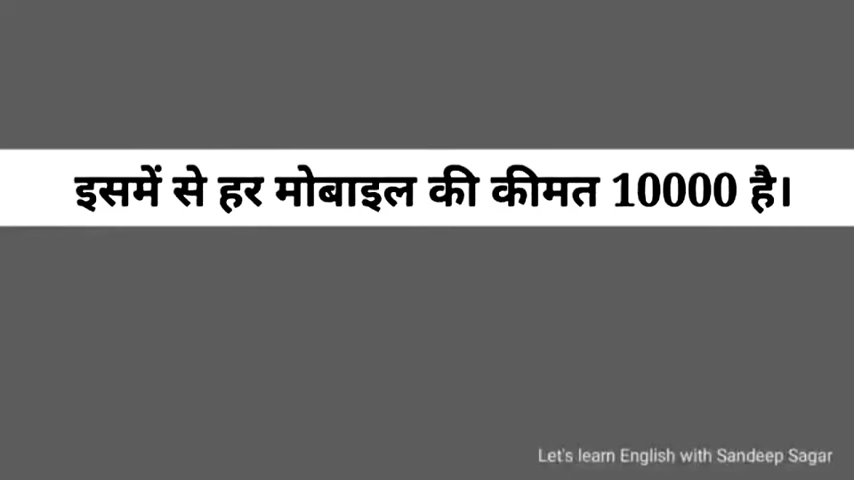 इसमें से हर मोबाइल की कीमत 10000 है।
Let's learn English with Sandeep Sagar